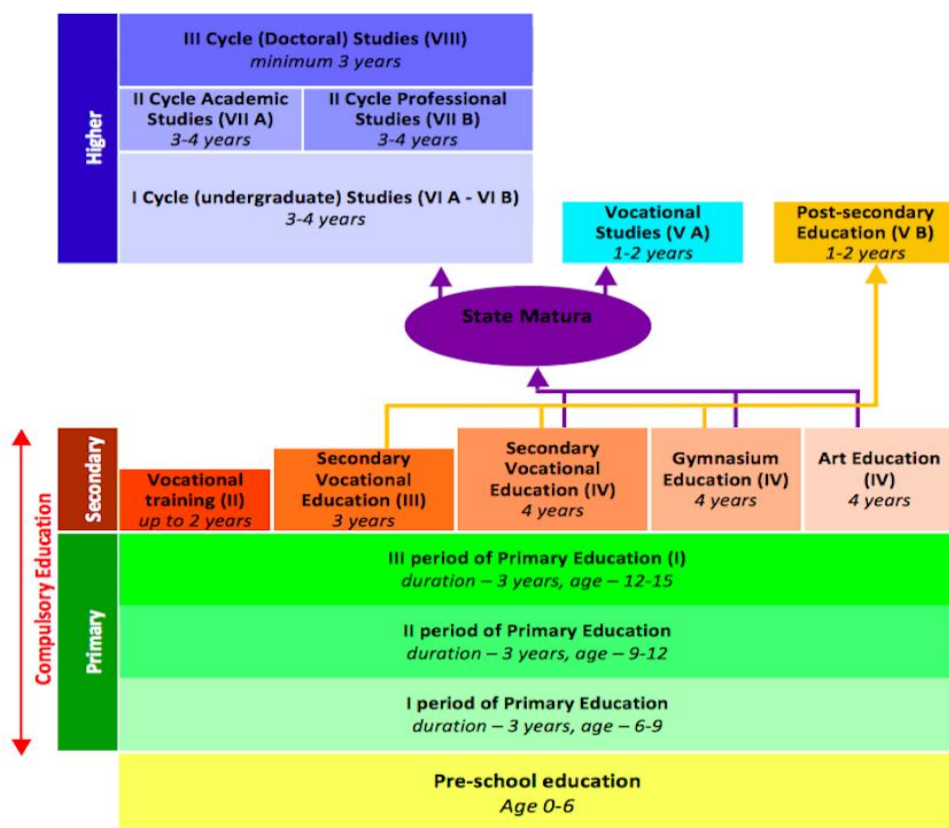 Higher
III Cycle (Doctoral) Studies (VIII)
minimum 3 years
II Cycle Academic
Studies (VII A)
3-4 years
II Cycle Professional
Studies (VII B)
3-4 years
I Cycle (undergraduate) Studies (VI A - VI B)
3-4 years
Vocational
Studies (V A)
1-2 years
Post-secondary
Education (V B)
1-2 years
State Matura
Compulsory Education
Secondary
Vocational
training (II)
up to 2 years
Secondary
Vocational
Education (III)
3 years
Secondary
Vocational
Education (IV)
4 years
Gymnasium
Education (IV)
4 years
Art Education
(IV)
4 years
Primary
III period of Primary Education (I)
duration – 3 years, age – 12-15
II period of Primary Education
duration – 3 years, age – 9-12
I period of Primary Education
duration – 3 years, age – 6-9
Pre-school education
Age 0-6